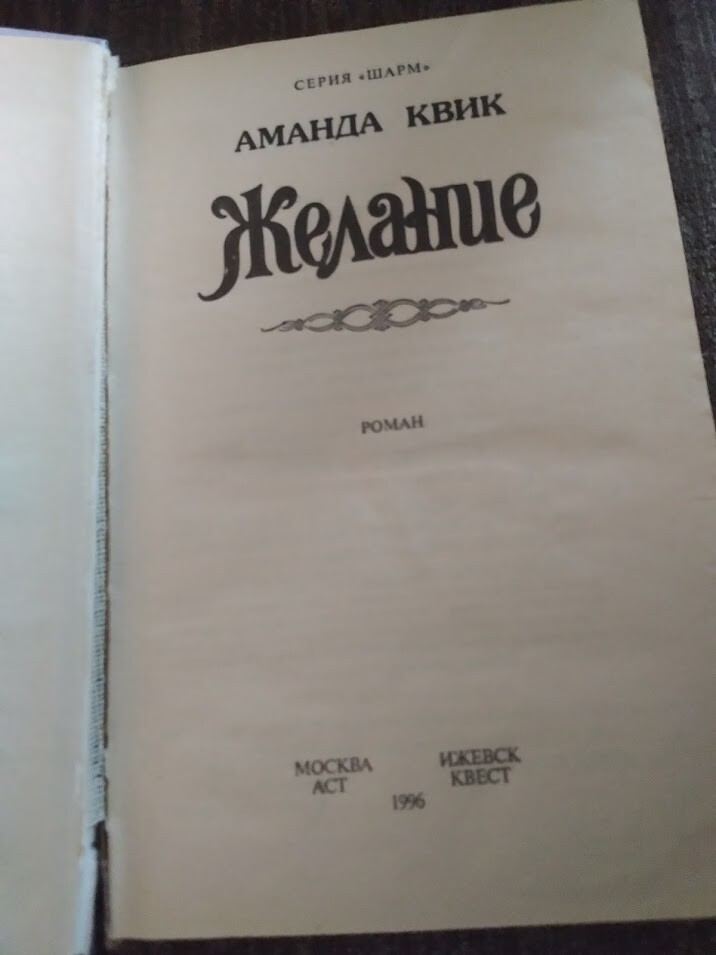 СЕРИЯ «ШАРМ»
АМАНДА КВИК
Желание
РОМАН
МОСКВА ИЖЕВСК
АСТ КВЕСТ
1996